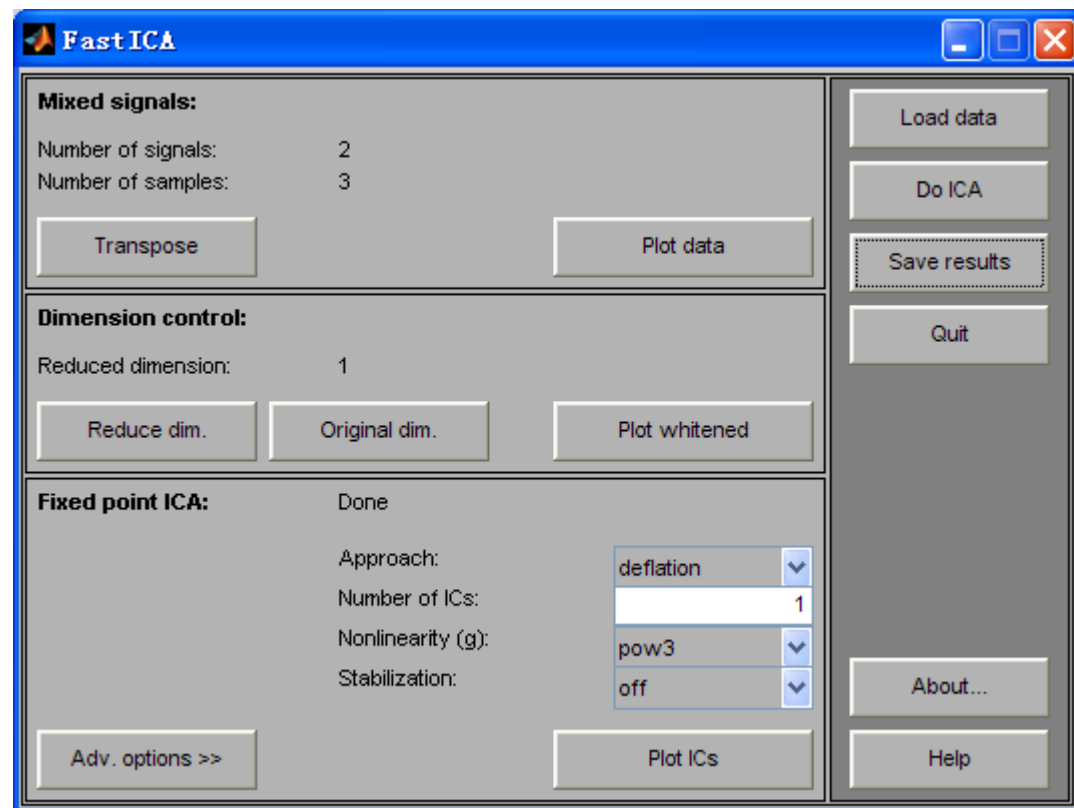 FastICA
Mixed signals:
Number of signals: 2
Number of samples: 3
Transpose
Plot data
Dimension control:
Reduced dimension: 1
Reduce dim.
Original dim.
Plot whitened
Fixed point ICA: Done
Approach: deflation
Number of ICs: 1
Nonlinearity (g): pow3
Stabilization: off
Adv. options >>
Plot ICs
Load data
Do ICA
Save results
Quit
About...
Help